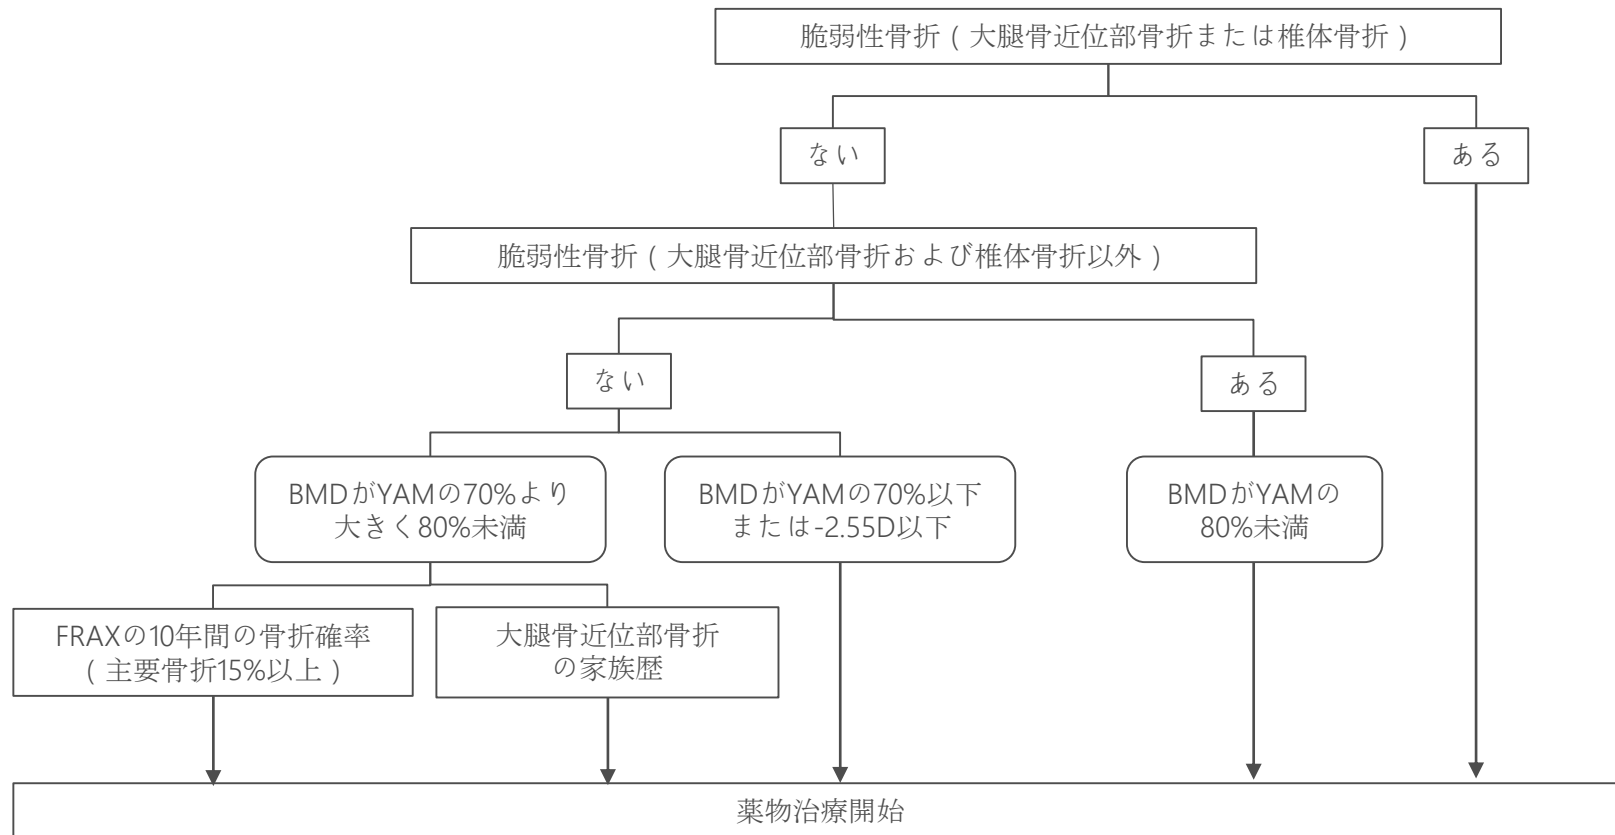 脆弱性骨折(大腿骨近位部骨折または椎体骨折)
ない
ある
脆弱性骨折(大腿骨近位部骨折および椎体骨折以外)
ない
ある
BMDがYAMの70%より
大きく80%未満
BMDがYAMの70%以下
または-2.55D以下
BMDがYAMの
80%未満
FRAXの10年間の骨折確率
(主要骨折15%以上)
大腿骨近位部骨折
の家族歴
薬物治療開始